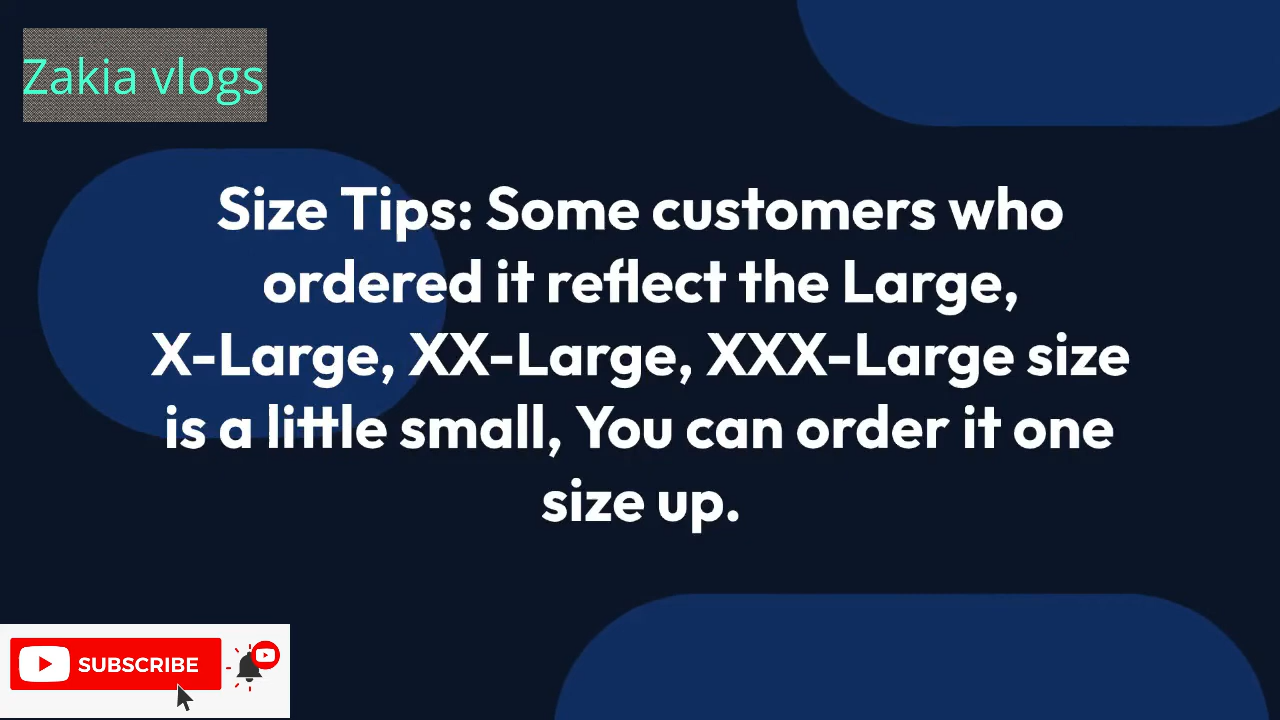 Zakia vlogs
Size Tips: Some customers who
ordered it reflect the Large,
X-Large, XX-Large, XXX-Large size
is a little small, You can order it one
size up.
SUBSCRIBE